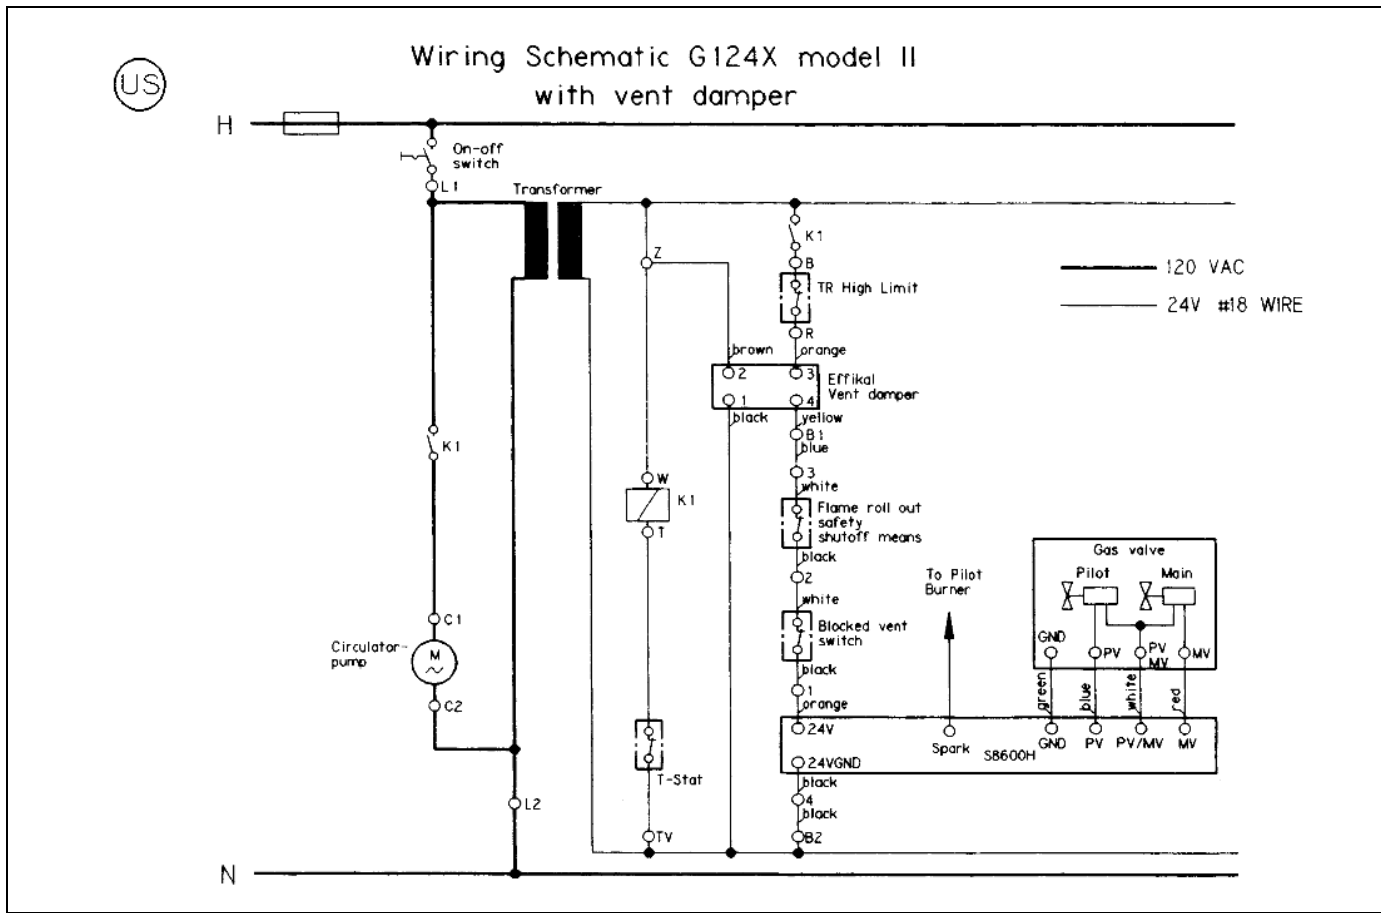 Wiring Schematic G124X model II
with vent damper
US
H
On-off
switch
L1
Transformer
Z
K1
B
TR High Limit
R
120 VAC
24V #18 WIRE
brown
orange
2
3
Effikal
Vent damper
1
4
black
yellow
B1
blue
3
white
K1
W
K1
T
Flame roll out
safety
shutoff means
black
2
white
Blocked vent
switch
black
1
orange
To Pilot
Burner
Gas valve
Pilot
Main
GND
PV
PV
MV
MV
green
blue
white
red
C1
Circulator-
pump
M
~
C2
24V
Spark
S8600H
GND
PV
PV/MV
MV
24VGND
T-Stat
black
4
black
L2
TV
B2
N